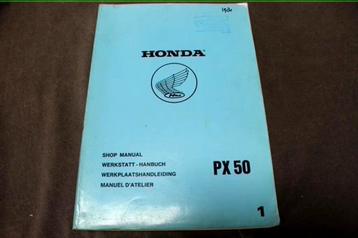 HONDA
SHOP MANUAL
WERKSTATT - HANBUCH
WERKPLAATSHANDLEIDING
MANUEL D'ATELIER
PX 50
1